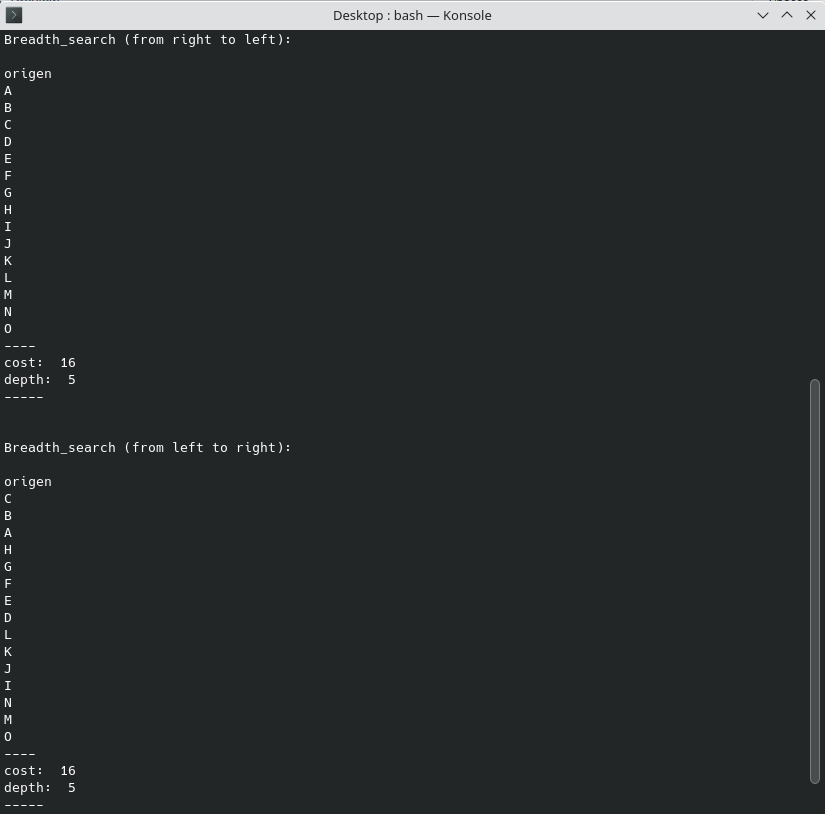 Desktop : bash — Konsole
Breadth_search (from right to left):
origen
A
B
C
D
E
F
G
H
I
J
K
L
M
N
O
----
cost:  16
depth:  5
-----
Breadth_search (from left to right):
origen
C
B
A
H
G
F
E
D
L
K
J
I
N
M
O
----
cost:  16
depth:  5
-----